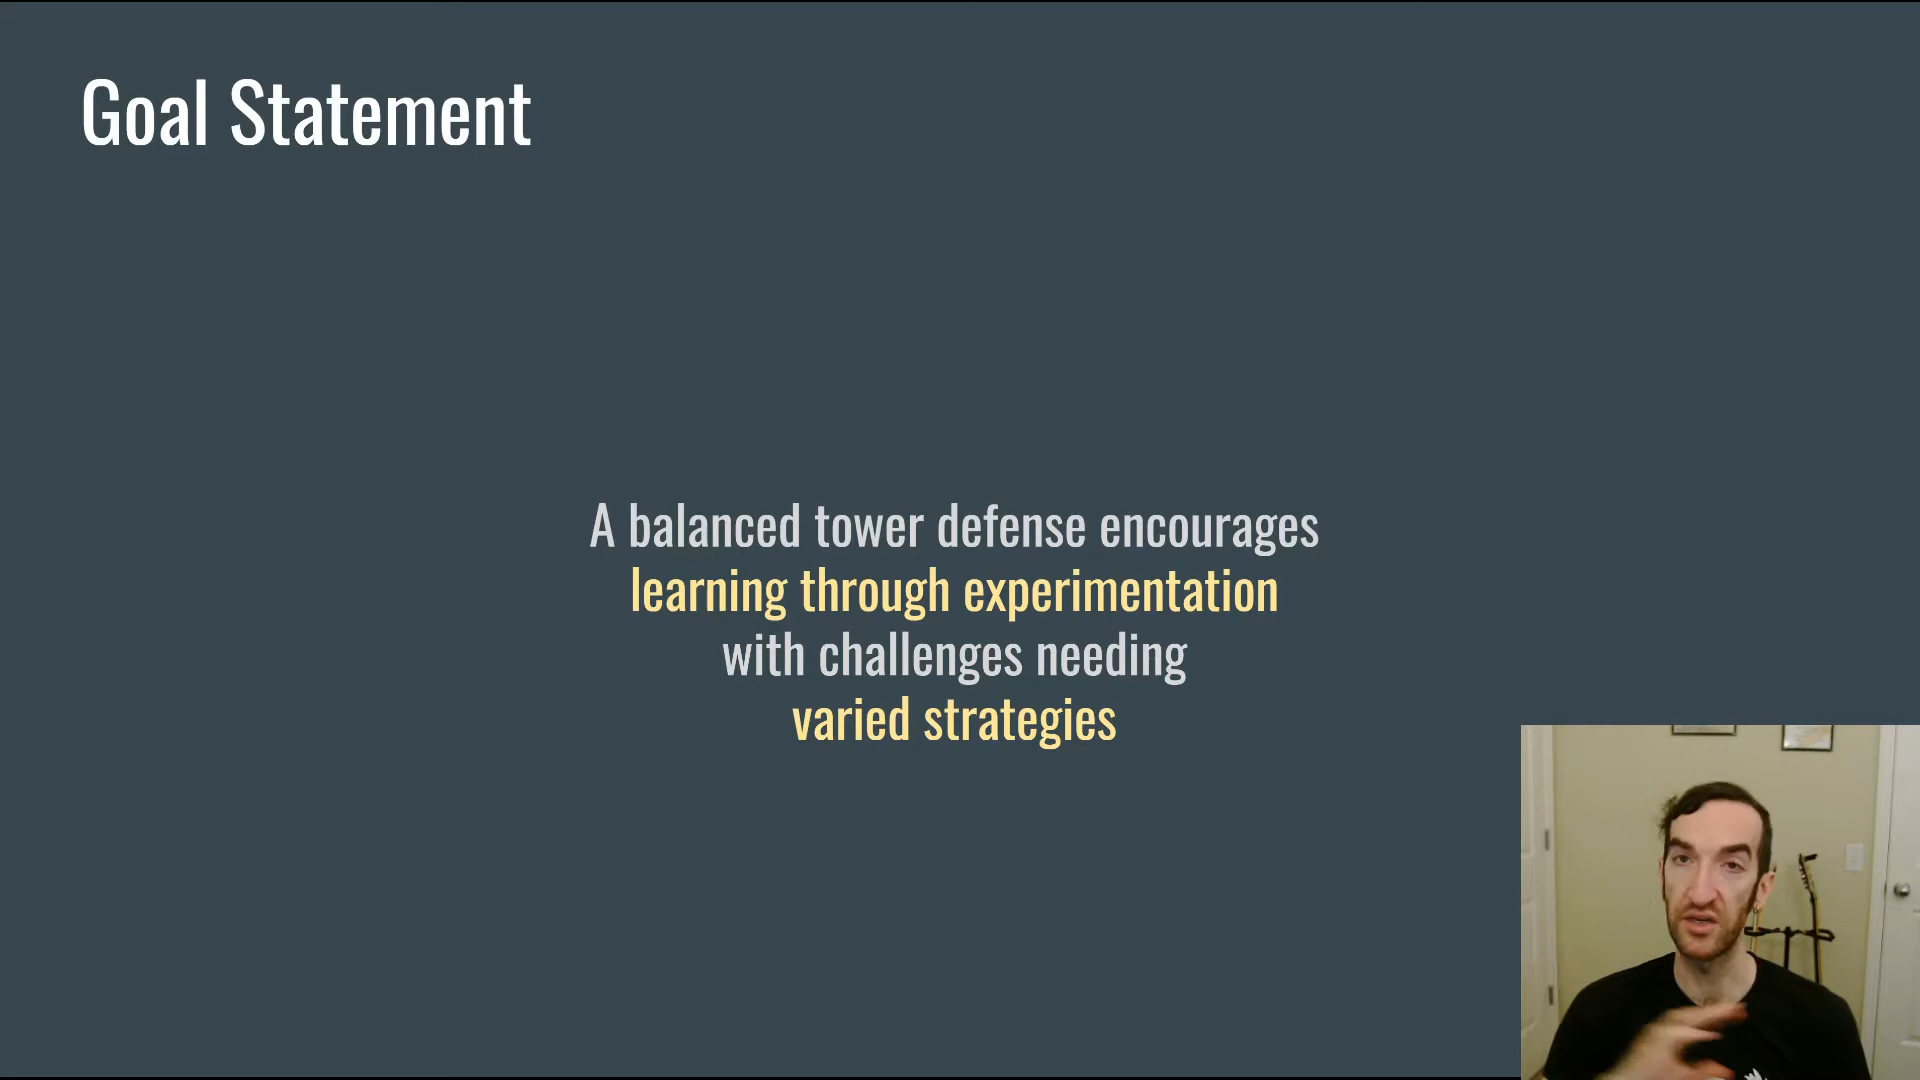 Goal Statement
A balanced tower defense encourages
learning through experimentation
with challenges needing
varied strategies